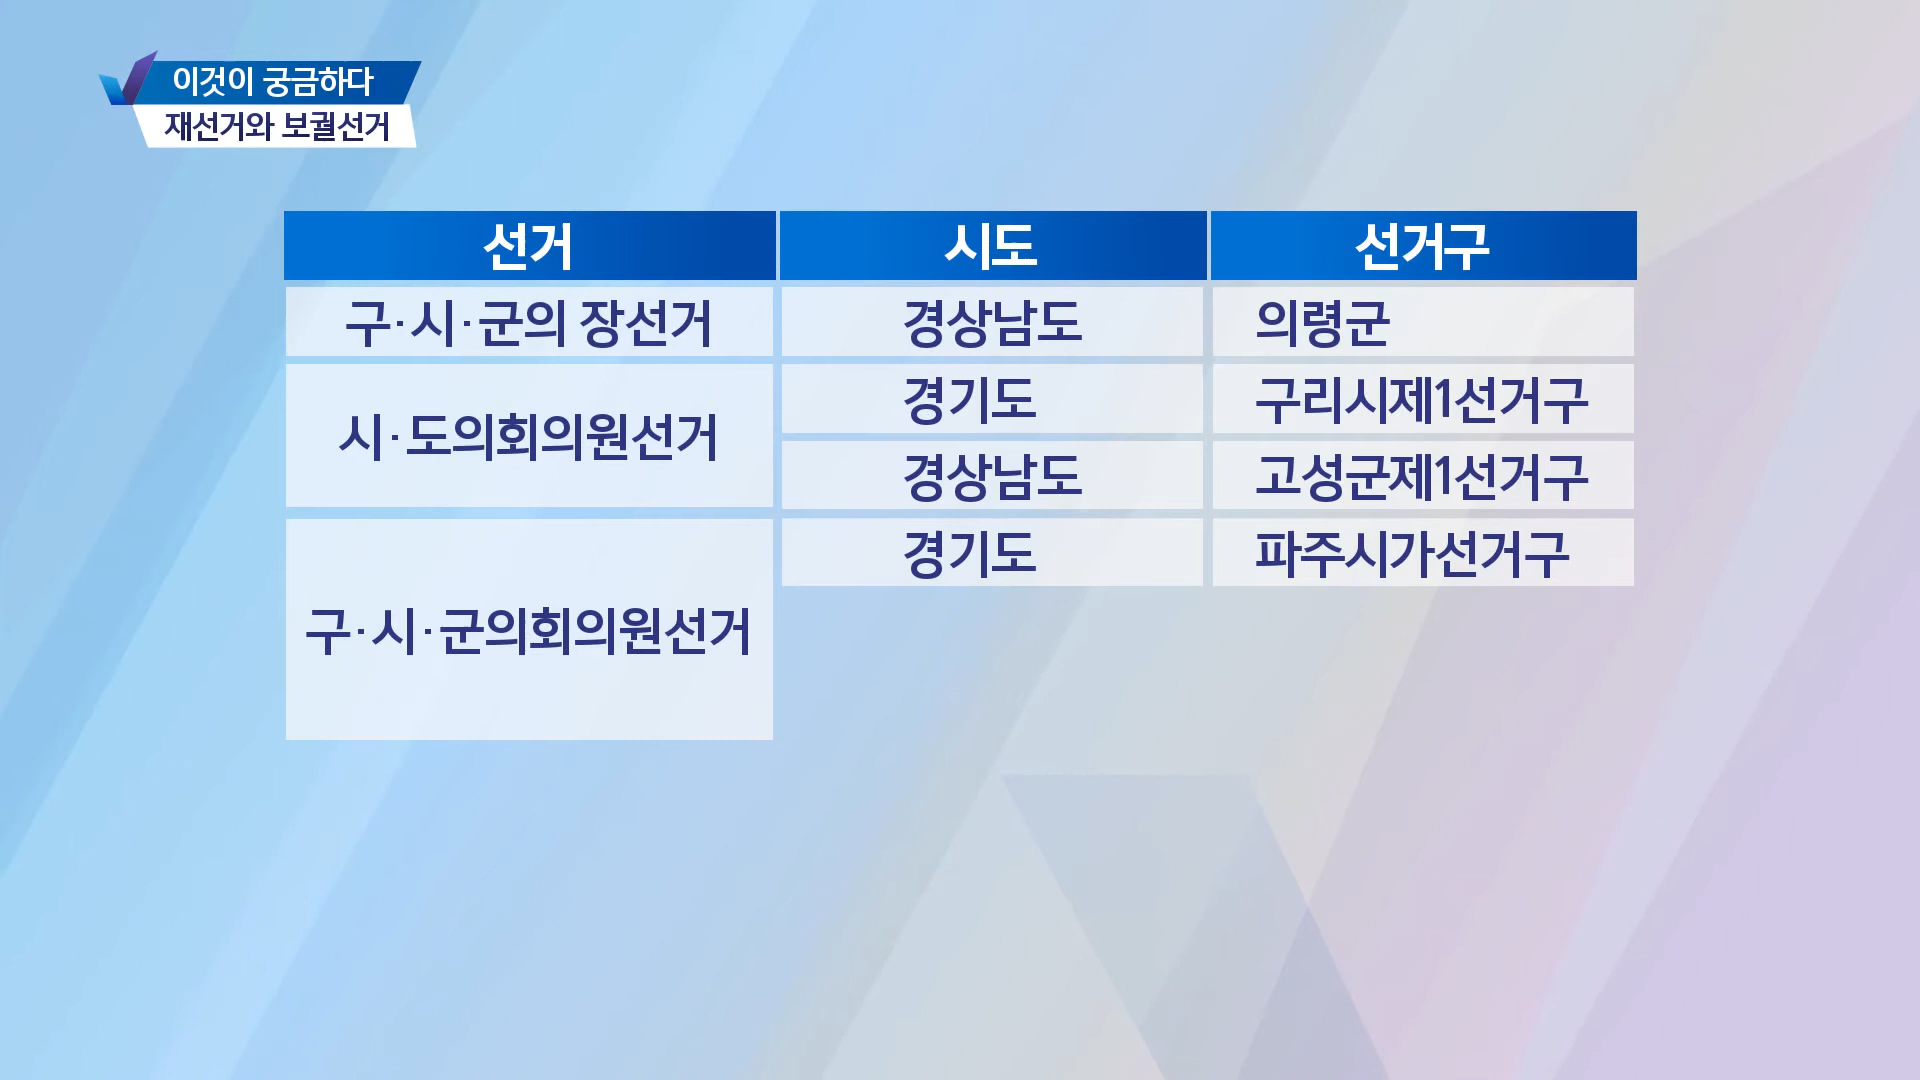 이것이 궁금하다
재선거와 보궐선거
선거 시도 선거구
구·시·군의 장선거 경상남도 의령군
시·도의회의원선거 경기도 구리시제1선거구
경상남도 고성군제1선거구
구·시·군의회의원선거 경기도 파주시가선거구